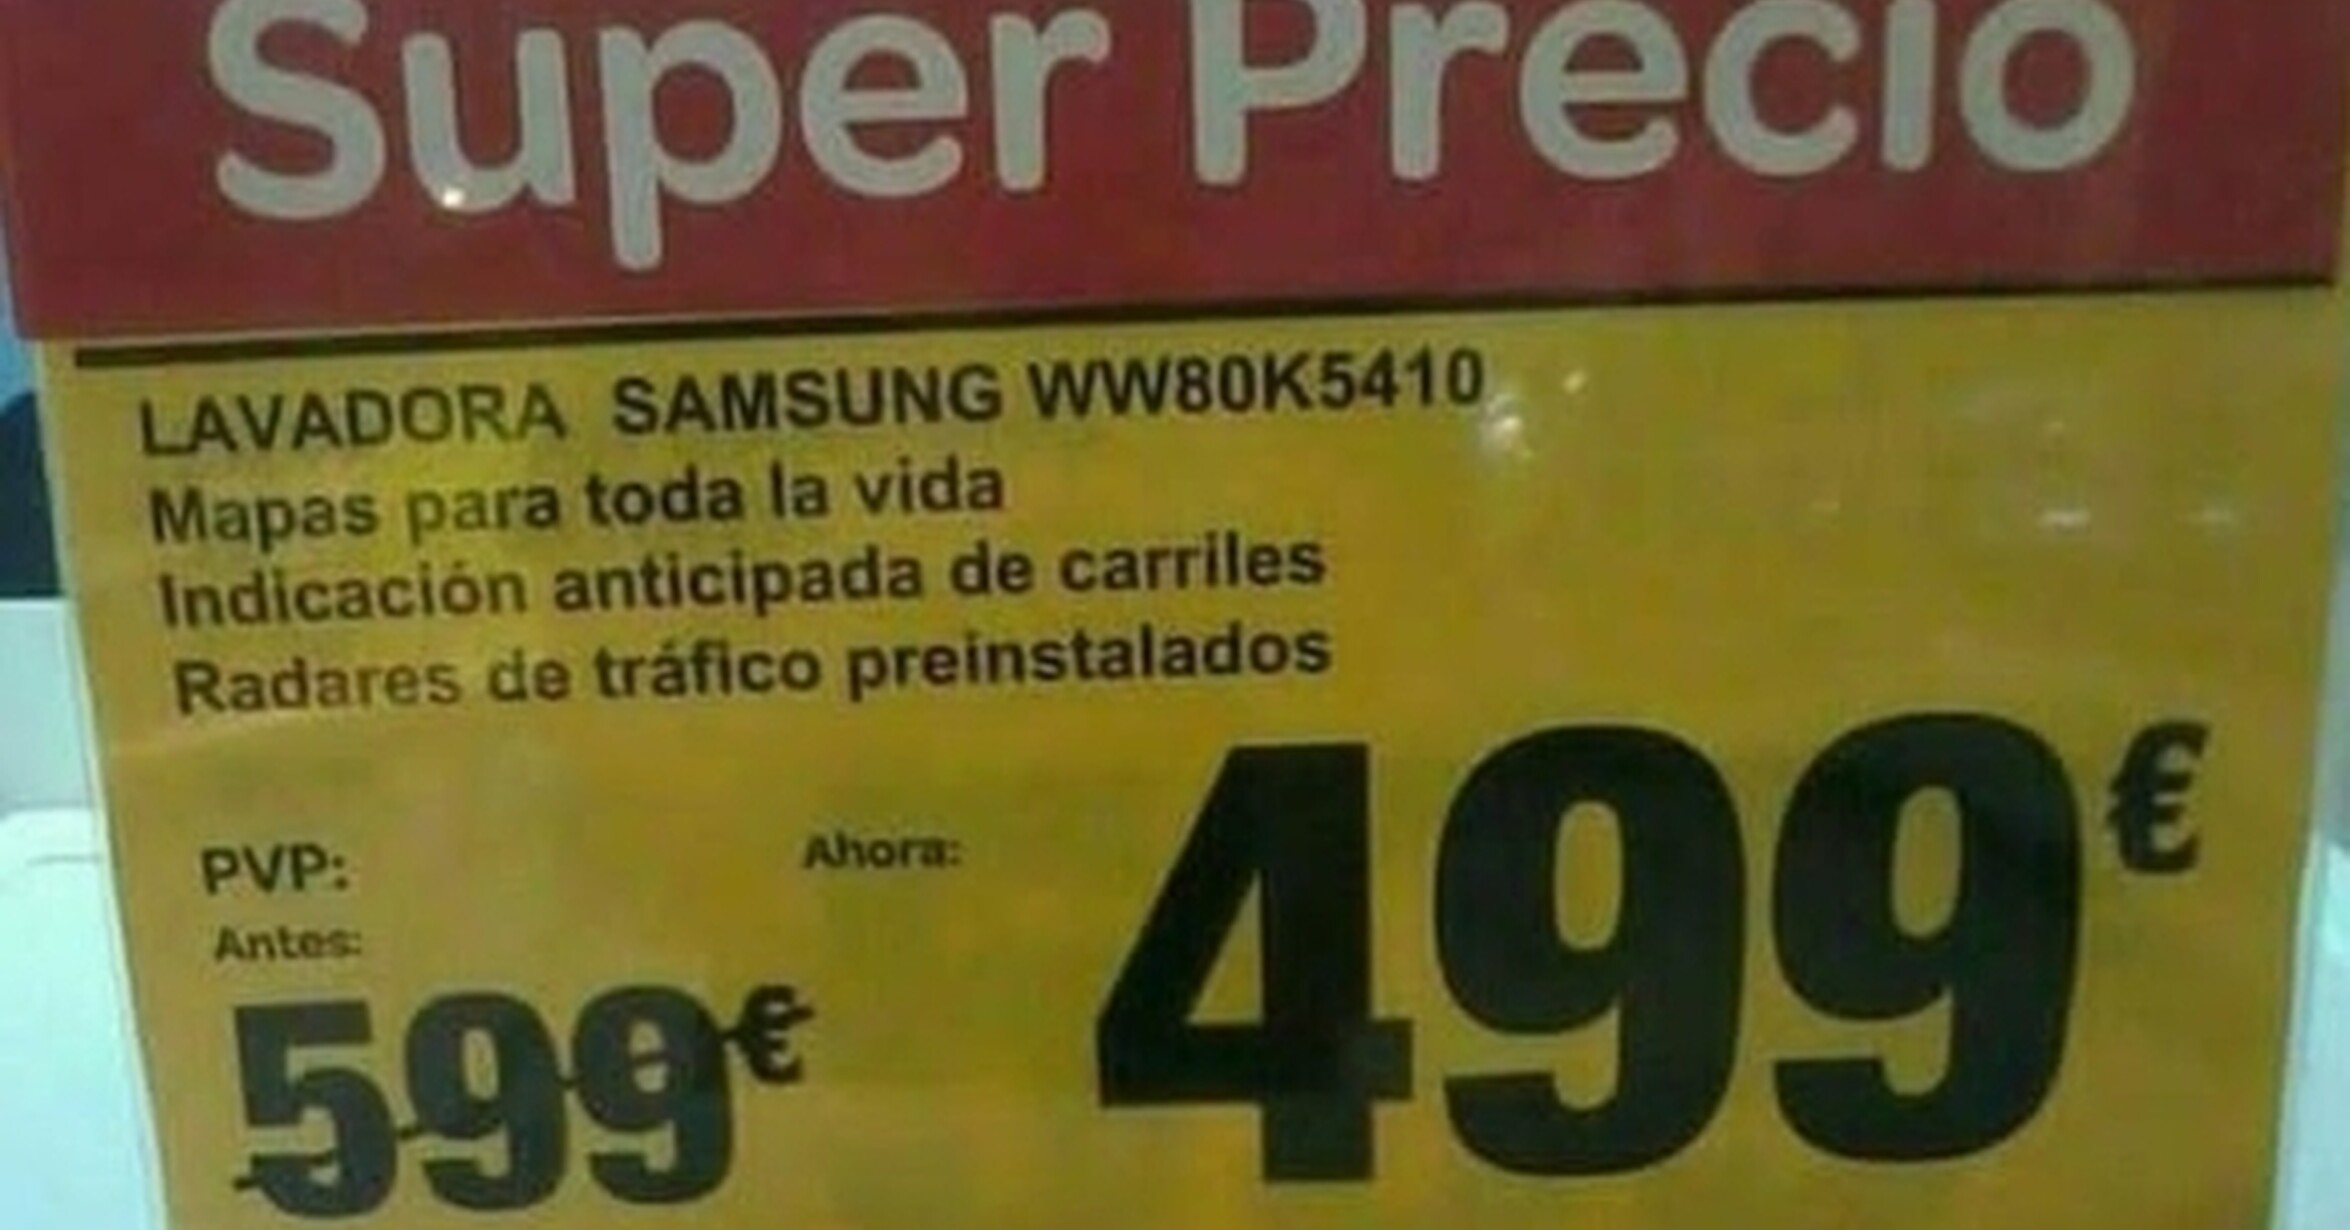 Super Precio
LAVADORA SAMSUNG WW80K5410
Mapas para toda la vida
Indicación anticipada de carriles
Radares de tráfico preinstalados
PVP:
Antes:
599€
Ahora:
499€